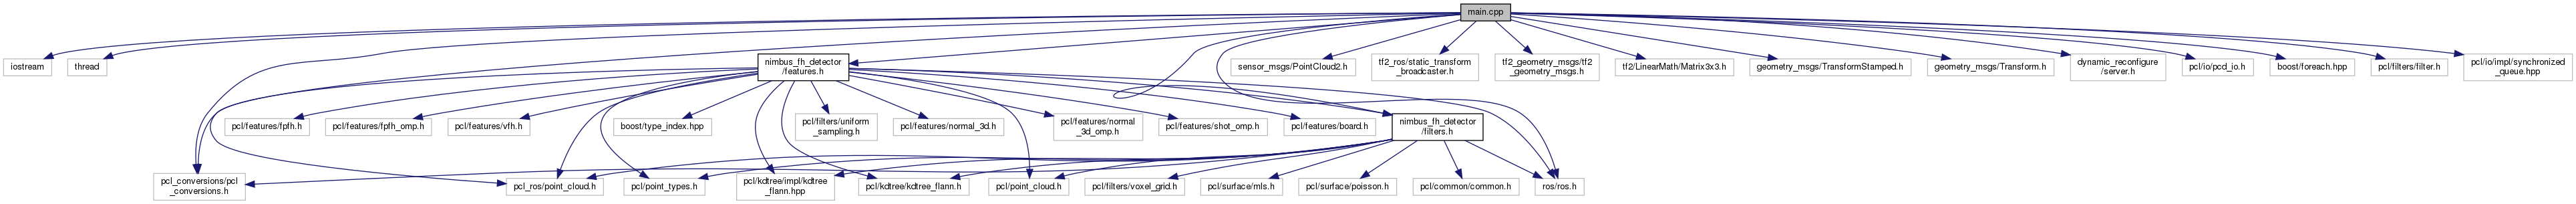 main.cpp
iostream
thread
nimbus_fh_detector
/features.h
sensor_msgs/PointCloud2.h
tf2_ros/static_transform
_broadcaster.h
tf2_geometry_msgs/tf2
_geometry_msgs.h
tf2/LinearMath/Matrix3x3.h
geometry_msgs/TransformStamped.h
geometry_msgs/Transform.h
dynamic_reconfigure
/server.h
pcl/io/pcd_io.h
boost/foreach.hpp
pcl/filters/filter.h
pcl/io/impl/synchronized
_queue.hpp
pcl/features/fpfh.h
pcl/features/fpfh_omp.h
pcl/features/vfh.h
boost/type_index.hpp
pcl/filters/uniform
_sampling.h
pcl/features/normal_3d.h
pcl/features/normal
_3d_omp.h
pcl/features/shot_omp.h
pcl/features/board.h
nimbus_fh_detector
/filters.h
pcl_conversions/pcl
_conversions.h
pcl_ros/point_cloud.h
pcl/point_types.h
pcl/kdtree/impl/kdtree
_flann.hpp
pcl/kdtree/kdtree_flann.h
pcl/point_cloud.h
pcl/filters/voxel_grid.h
pcl/surface/mls.h
pcl/surface/poisson.h
pcl/common/common.h
ros/ros.h